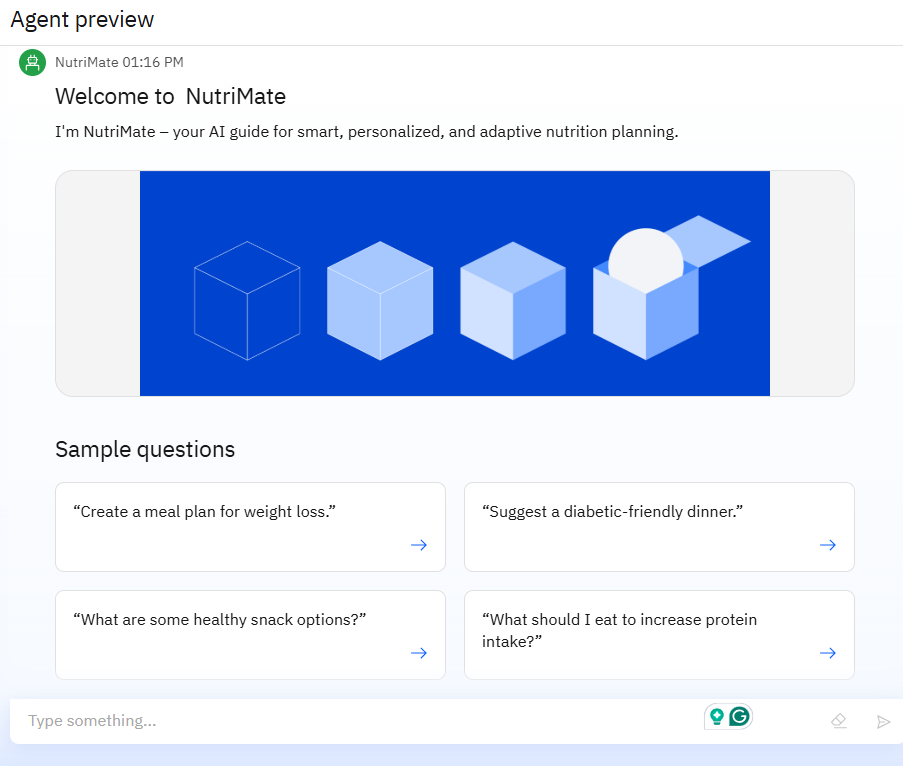 Agent preview
NutriMate 01:16 PM
Welcome to  NutriMate
I'm NutriMate – your AI guide for smart, personalized, and adaptive nutrition planning.
Sample questions
“Create a meal plan for weight loss.”
“Suggest a diabetic-friendly dinner.”
“What are some healthy snack options?”
“What should I eat to increase protein
intake?”
Type something...